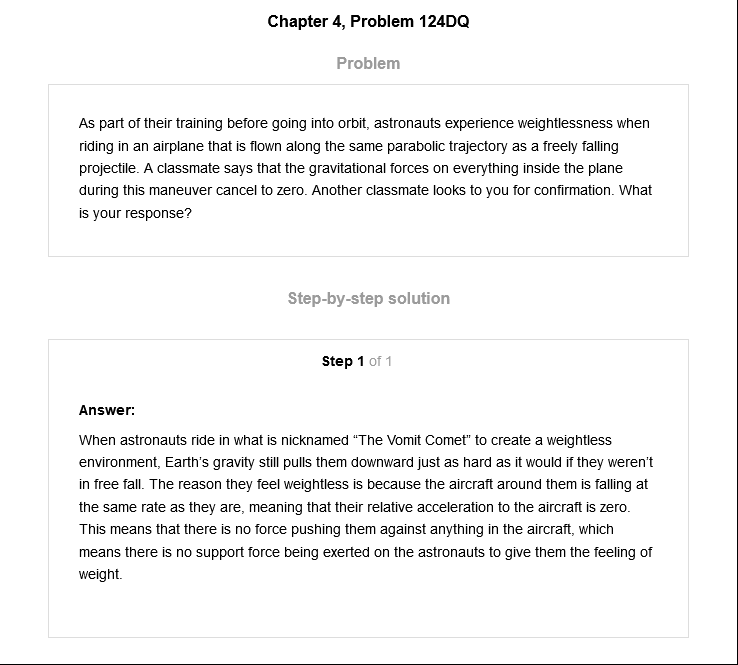 Chapter 4, Problem 124DQ
Problem
As part of their training before going into orbit, astronauts experience weightlessness when
riding in an airplane that is flown along the same parabolic trajectory as a freely falling
projectile. A classmate says that the gravitational forces on everything inside the plane
during this maneuver cancel to zero. Another classmate looks to you for confirmation. What
is your response?
Step-by-step solution
Step 1 of 1
Answer:
When astronauts ride in what is nicknamed “The Vomit Comet” to create a weightless
environment, Earth’s gravity still pulls them downward just as hard as it would if they weren’t
in free fall. The reason they feel weightless is because the aircraft around them is falling at
the same rate as they are, meaning that their relative acceleration to the aircraft is zero.
This means that there is no force pushing them against anything in the aircraft, which
means there is no support force being exerted on the astronauts to give them the feeling of
weight.